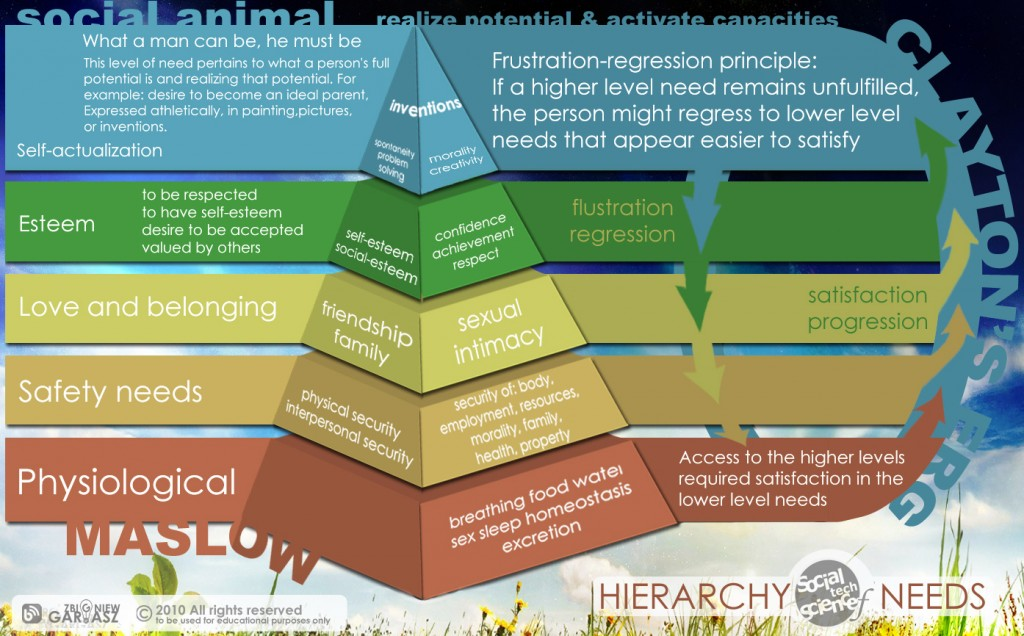 social animal
realize potential & activate capacities
What a man can be, he must be
This level of need pertains to what a person's full
potential is and realizing that potential. For
example: desire to become an ideal parent,
Expressed athletically, in painting,pictures,
or inventions.
Self-actualization
inventions
spontaneity
problem
solving
morality
creativity
Frustration-regression principle:
If a higher level need remains unfulfilled,
the person might regress to lower level
needs that appear easier to satisfy
CLAYTON'S ERG
Esteem
to be respected
to have self-esteem
desire to be accepted
valued by others
self-esteem
social-esteem
confidence
achievement
respect
flustration
regression
Love and belonging
friendship
family
sexual
intimacy
satisfaction
progression
Safety needs
physical security
interpersonal security
security of: body,
employment, resources,
morality, family,
health, property
Physiological
breathing food water
sex sleep homeostasis
excretion
Access to the higher levels
required satisfaction in the
lower level needs
MASLOW
HIERARCHY of NEEDS
Social
tech
science
ZBIGNIEW
GARWASZ
© 2010 All rights reserved
to be used for educational purposes only